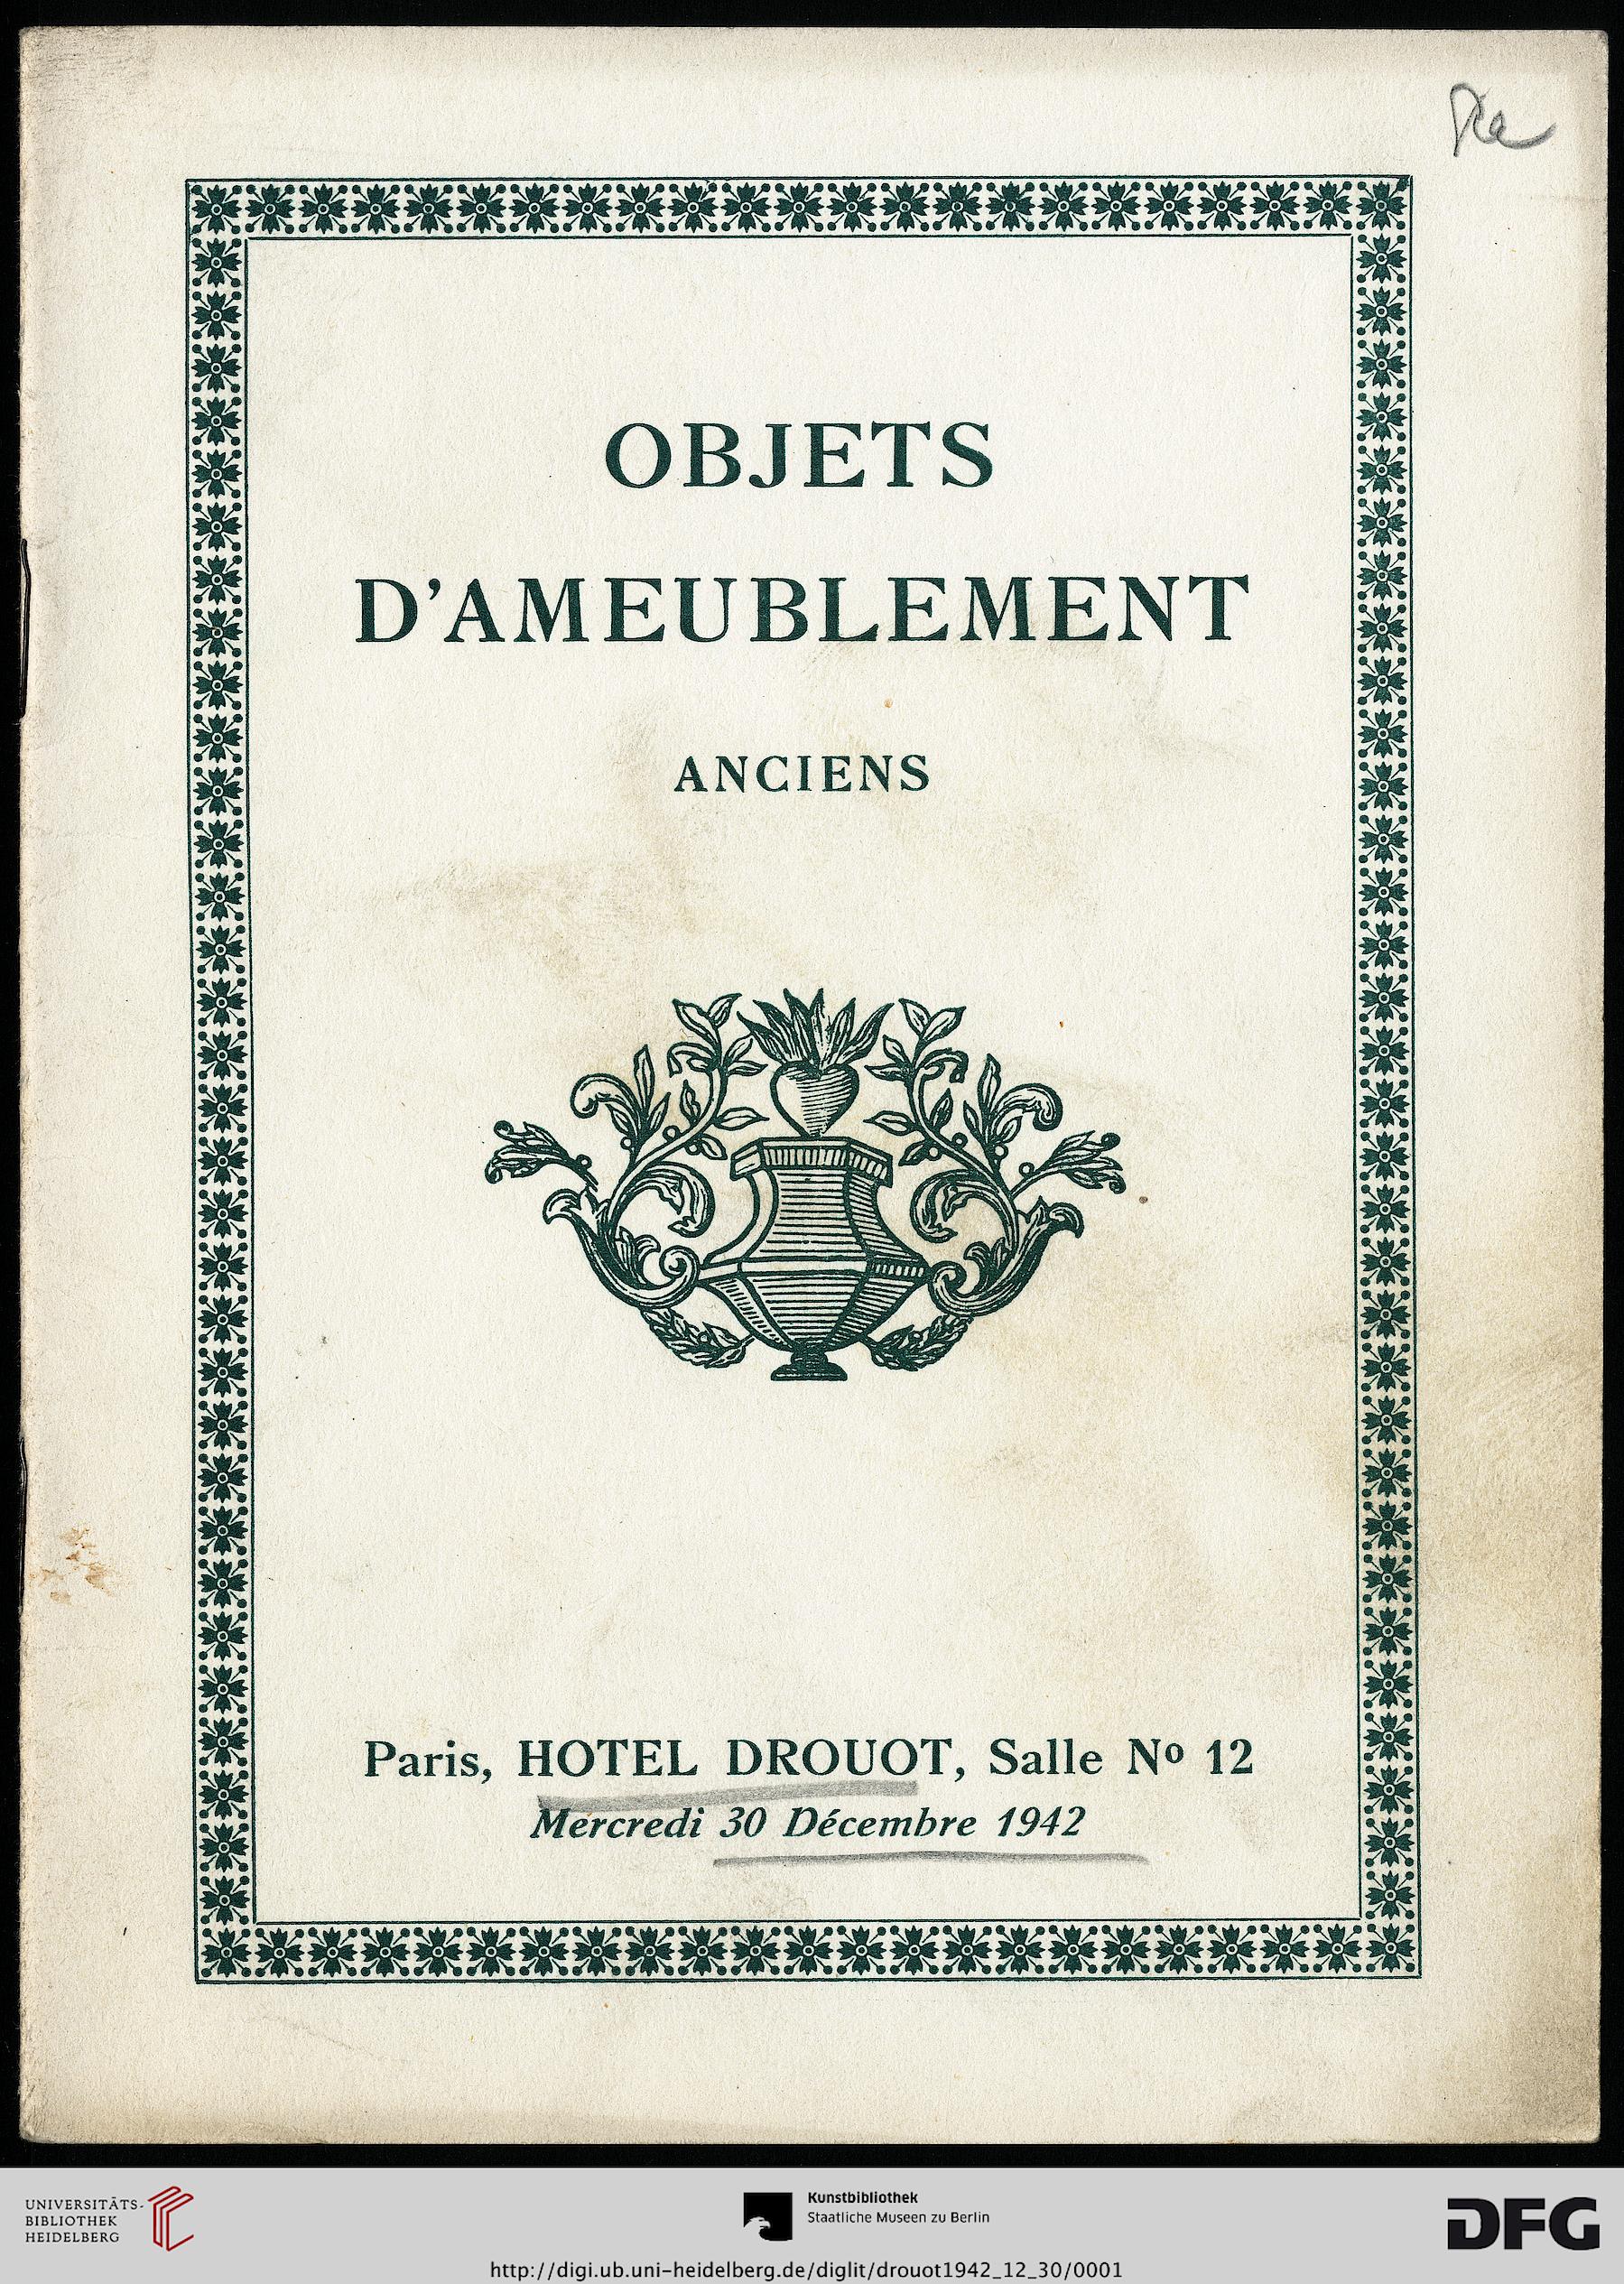 OBJETS
D'AMEUBLEMENT
ANCIENS
Paris, HOTEL DROUOT, Salle Nº 12
Mercredi 30 Décembre 1942
UNIVERSITÄTS-
BIBLIOTHEK
HEIDELBERG
Kunstbibliothek
Staatliche Museen zu Berlin
DFG
http://digi.ub.uni-heidelberg.de/diglit/drouot1942_12_30/0001